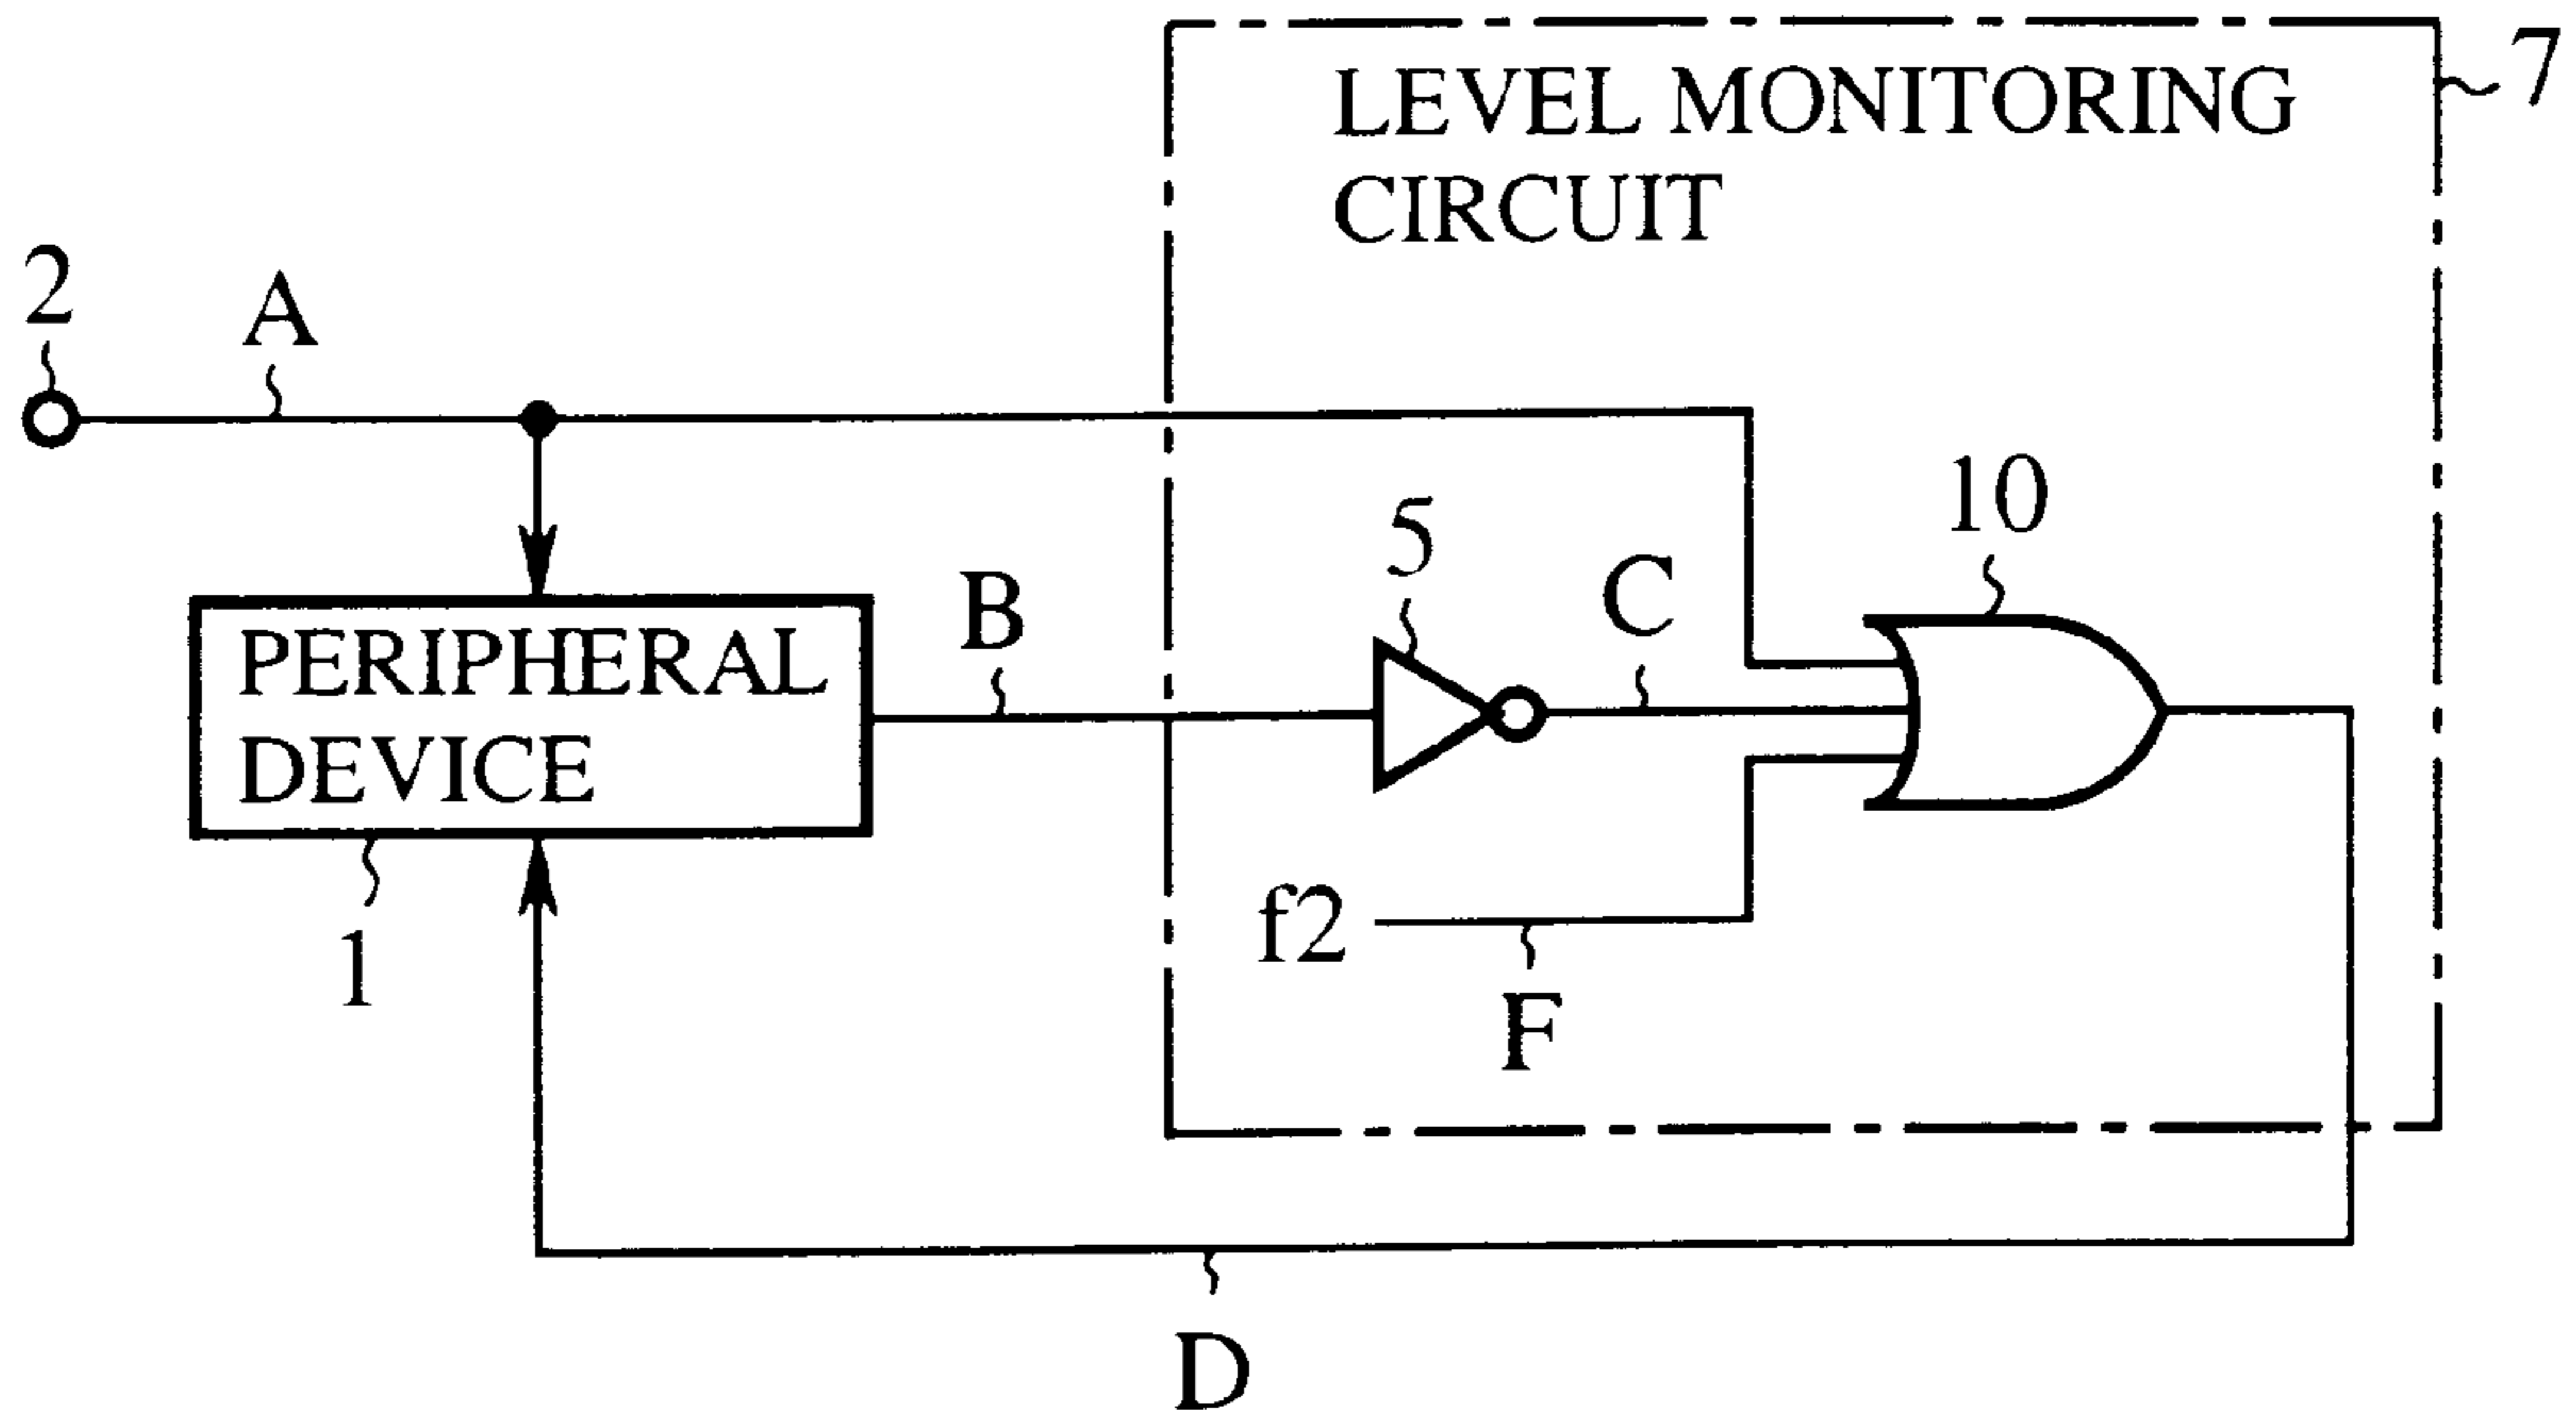 7
LEVEL MONITORING
CIRCUIT
2
A
10
5
C
B
PERIPHERAL
DEVICE
f2
1
F
D